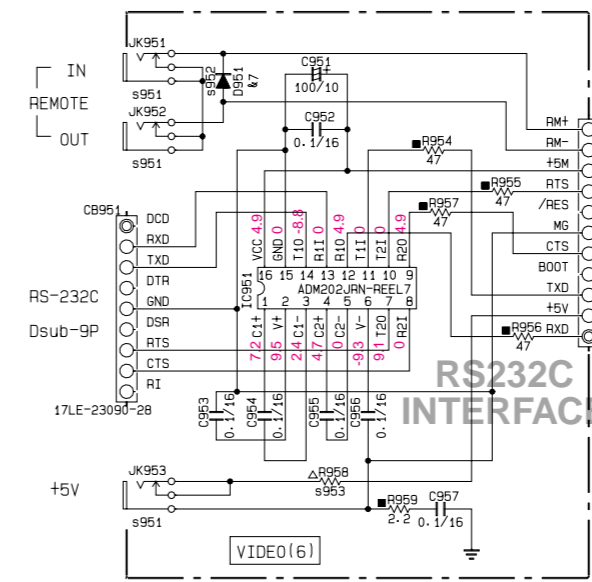 JK951
IN
REMOTE
OUT
s951
JK952
s951
s952
D951
&7
C951
+
100/10
C952
0.1/16
■R954
47
■R955
47
■R957
47
RM+
RM-
+5M
RTS
/RES
MG
CTS
BOOT
TXD
+5V
RXD
■R956
47
CB951
DCD
RXD
TXD
DTR
GND
DSR
RTS
CTS
RI
RS-232C
Dsub-9P
17LE-23090-28
VCC 4.9
GND 0
T1O -8.8
R1I 0
R1O 4.9
T1I 0
T2I 0
R2O 4.9
16 15 14 13 12 11 10 9
IC951
ADM202JRN-REEL7
1 2 3 4 5 6 7 8
7.2 C1+
9.5 V+
2.4 C1-
4.7 C2+
0 C2-
-9.3 V-
9.1 T2O
0 R2I
C953
0.1/16
C954
0.1/16
C955
0.1/16
C956
0.1/16
RS232C
INTERFAC
+5V
JK953
s951
△R958
s953
■R959
2.2
C957
0.1/16
VIDEO(6)